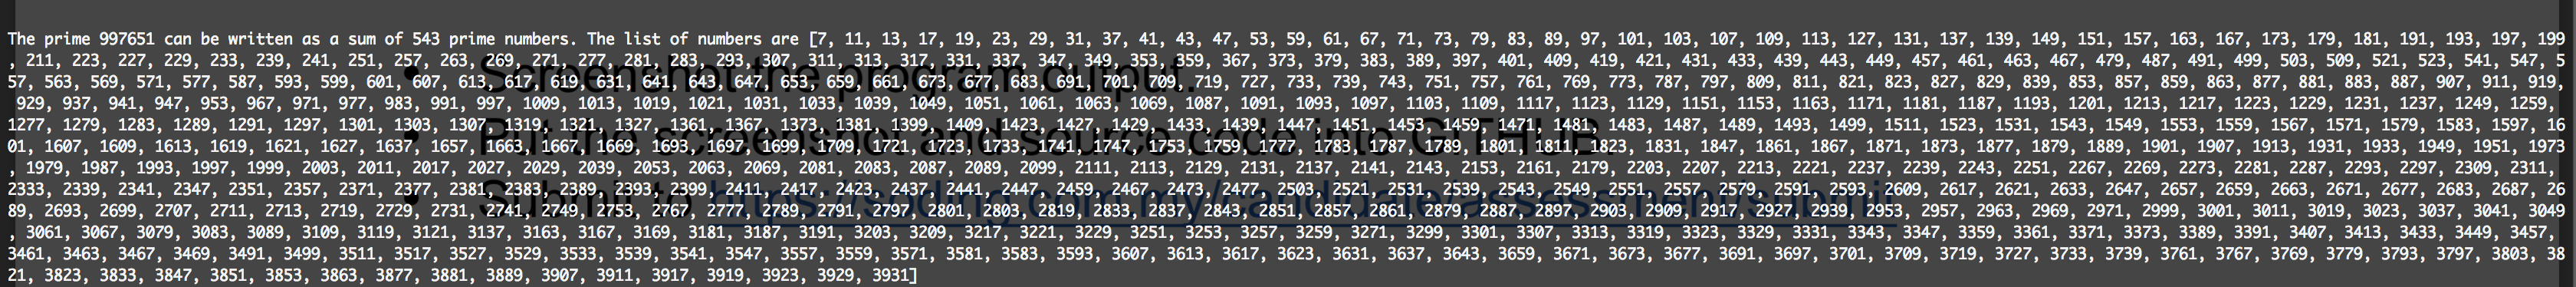 The prime 997651 can be written as a sum of 543 prime numbers. The list of numbers are [7, 11, 13, 17, 19, 23, 29, 31, 37, 41, 43, 47, 53, 59, 61, 67, 71, 73, 79, 83, 89, 97, 101, 103, 107, 109, 113, 127, 131, 137, 139, 149, 151, 157, 163, 167, 173, 179, 181, 191, 193, 197, 199
, 211, 223, 227, 229, 233, 239, 241, 251, 257, 263, 269, 271, 277, 281, 283, 293, 307, 311, 313, 317, 331, 337, 347, 349, 353, 359, 367, 373, 379, 383, 389, 397, 401, 409, 419, 421, 431, 433, 439, 443, 449, 457, 461, 463, 467, 479, 487, 491, 499, 503, 509, 521, 523, 541, 547, 5
57, 563, 569, 571, 577, 587, 593, 599, 601, 607, 613, 617, 619, 631, 641, 643, 647, 653, 659, 661, 673, 677, 683, 691, 701, 709, 719, 727, 733, 739, 743, 751, 757, 761, 769, 773, 787, 797, 809, 811, 821, 823, 827, 829, 839, 853, 857, 859, 863, 877, 881, 883, 887, 907, 911, 919,
929, 937, 941, 947, 953, 967, 971, 977, 983, 991, 997, 1009, 1013, 1019, 1021, 1031, 1033, 1039, 1049, 1051, 1061, 1063, 1069, 1087, 1091, 1093, 1097, 1103, 1109, 1117, 1123, 1129, 1151, 1153, 1163, 1171, 1181, 1187, 1193, 1201, 1213, 1217, 1223, 1229, 1231, 1237, 1249, 1259,
1277, 1279, 1283, 1289, 1291, 1297, 1301, 1303, 1307, 1319, 1321, 1327, 1361, 1367, 1373, 1381, 1399, 1409, 1423, 1427, 1429, 1433, 1439, 1447, 1451, 1453, 1459, 1471, 1481, 1483, 1487, 1489, 1493, 1499, 1511, 1523, 1531, 1543, 1549, 1553, 1559, 1567, 1571, 1579, 1583, 1597, 16
01, 1607, 1609, 1613, 1619, 1621, 1627, 1637, 1657, 1663, 1667, 1669, 1693, 1697, 1699, 1709, 1721, 1723, 1733, 1741, 1747, 1753, 1759, 1777, 1783, 1787, 1789, 1801, 1811, 1823, 1831, 1847, 1861, 1867, 1871, 1873, 1877, 1879, 1889, 1901, 1907, 1913, 1931, 1933, 1949, 1951, 1973
, 1979, 1987, 1993, 1997, 1999, 2003, 2011, 2017, 2027, 2029, 2039, 2053, 2063, 2069, 2081, 2083, 2087, 2089, 2099, 2111, 2113, 2129, 2131, 2137, 2141, 2143, 2153, 2161, 2179, 2203, 2207, 2213, 2221, 2237, 2239, 2243, 2251, 2267, 2269, 2273, 2281, 2287, 2293, 2297, 2309, 2311,
2333, 2339, 2341, 2347, 2351, 2357, 2371, 2377, 2381, 2383, 2389, 2393, 2399, 2411, 2417, 2423, 2437, 2441, 2447, 2459, 2467, 2473, 2477, 2503, 2521, 2531, 2539, 2543, 2549, 2551, 2557, 2579, 2591, 2593, 2609, 2617, 2621, 2633, 2647, 2657, 2659, 2663, 2671, 2677, 2683, 2687, 26
89, 2693, 2699, 2707, 2711, 2713, 2719, 2729, 2731, 2741, 2749, 2753, 2767, 2777, 2789, 2791, 2797, 2801, 2803, 2819, 2833, 2837, 2843, 2851, 2857, 2861, 2879, 2887, 2897, 2903, 2909, 2917, 2927, 2939, 2953, 2957, 2963, 2969, 2971, 2999, 3001, 3011, 3019, 3023, 3037, 3041, 3049
, 3061, 3067, 3079, 3083, 3089, 3109, 3119, 3121, 3137, 3163, 3167, 3169, 3181, 3187, 3191, 3203, 3209, 3217, 3221, 3229, 3251, 3253, 3257, 3259, 3271, 3299, 3301, 3307, 3313, 3319, 3323, 3329, 3331, 3343, 3347, 3359, 3361, 3371, 3373, 3389, 3391, 3407, 3413, 3433, 3449, 3457,
3461, 3463, 3467, 3469, 3491, 3499, 3511, 3517, 3527, 3529, 3533, 3539, 3541, 3547, 3557, 3559, 3571, 3581, 3583, 3593, 3607, 3613, 3617, 3623, 3631, 3637, 3643, 3659, 3671, 3673, 3677, 3691, 3697, 3701, 3709, 3719, 3727, 3733, 3739, 3761, 3767, 3769, 3779, 3793, 3797, 3803, 38
21, 3823, 3833, 3847, 3851, 3853, 3863, 3877, 3881, 3889, 3907, 3911, 3917, 3919, 3923, 3929, 3931]
• Screenshot the program output.
• Put the screenshot and source code into GITHUB.
• Submit to https://soding.com.my/candidate/assessment/submit